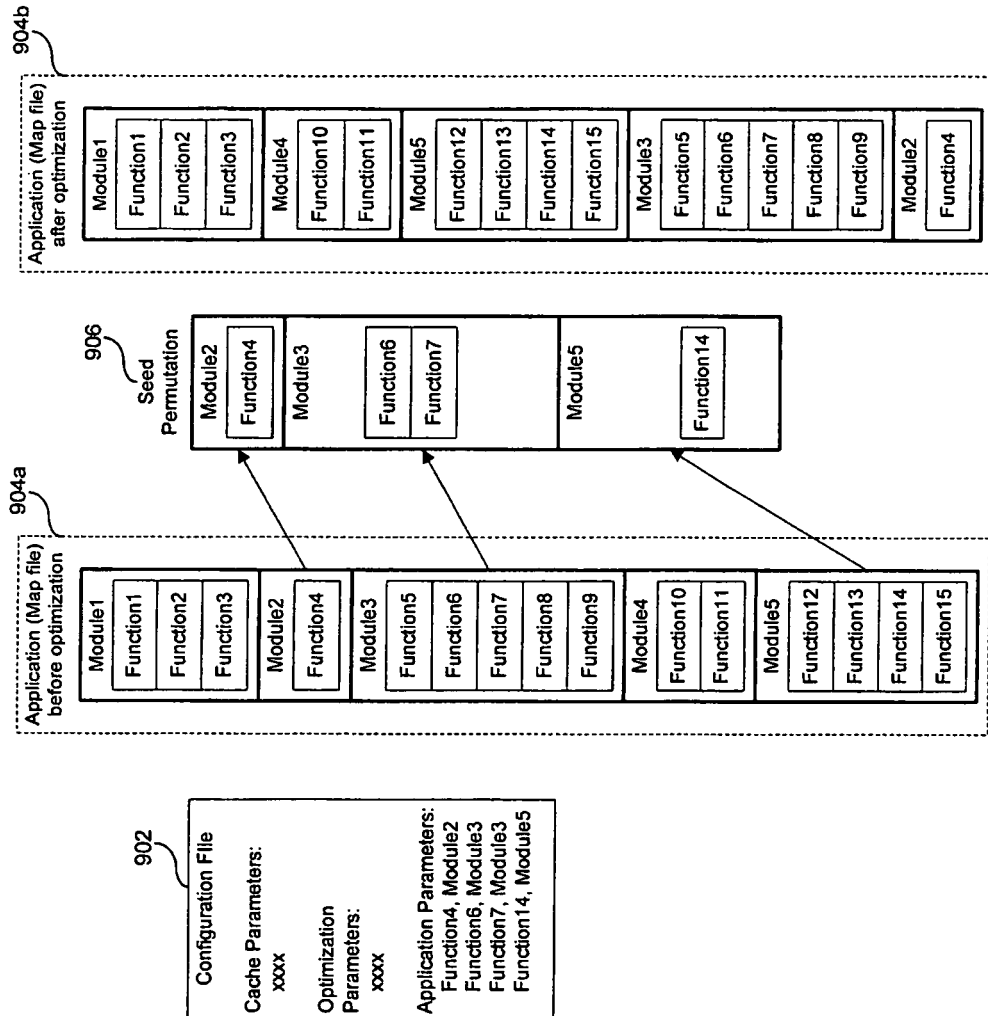 902
Configuration File
Cache Parameters:
xxxx
Optimization
Parameters:
xxxx
Application Parameters:
Function4, Module2
Function6, Module3
Function7, Module3
Function14, Module5
904a
Application (Map file)
before optimization
Module1
Function1
Function2
Function3
Module2
Function4
Module3
Function5
Function6
Function7
Function8
Function9
Module4
Function10
Function11
Module5
Function12
Function13
Function14
Function15
906
Seed
Permutation
Module2
Function4
Module3
Function6
Function7
Module5
Function14
904b
Application (Map file)
after optimization
Module1
Function1
Function2
Function3
Module4
Function10
Function11
Module5
Function12
Function13
Function14
Function15
Module3
Function5
Function6
Function7
Function8
Function9
Module2
Function4